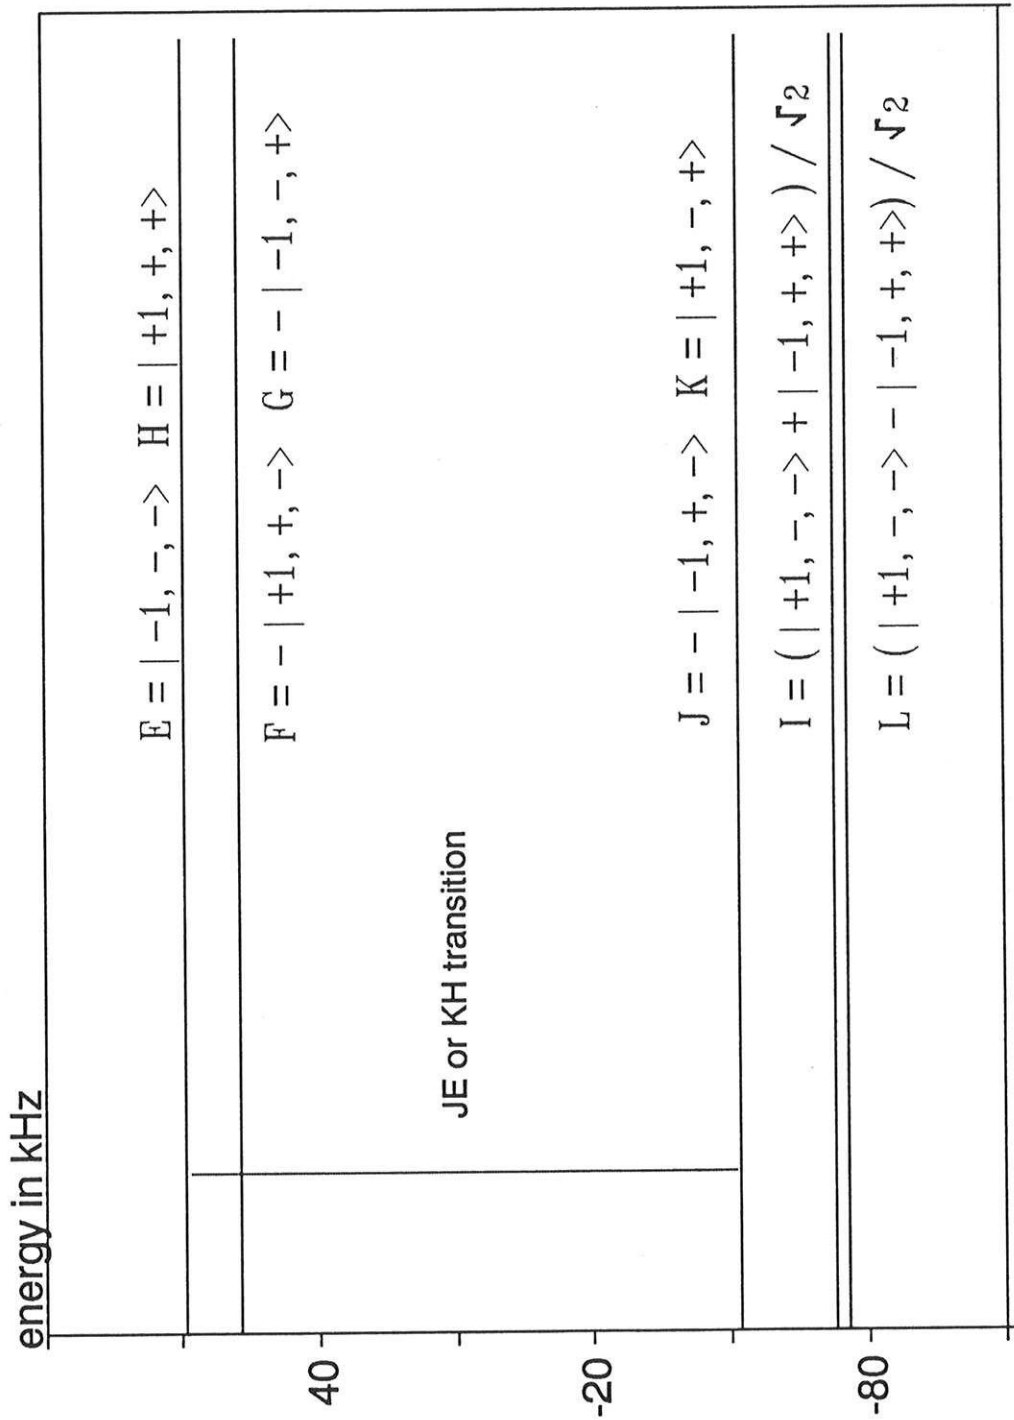 energy in kHz
E = | −1, −, −> H = | +1, +, +>
F = − | +1, +, −> G = − | −1, −, +>
40
JE or KH transition
-20
J = − | −1, +, −> K = | +1, −, +>
I = ( | +1, −, −> + | −1, +, +> ) / √2
-80
L = ( | +1, −, −> − | −1, +, +>) / √2